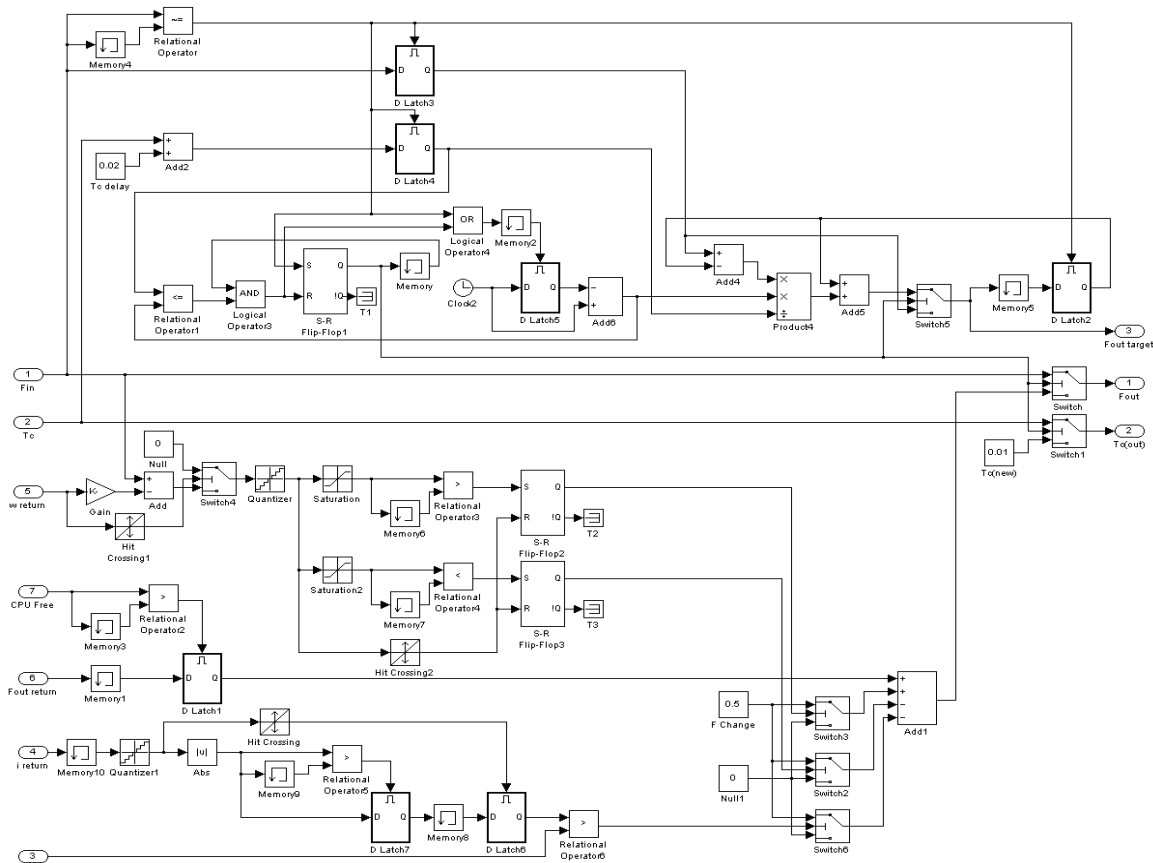 ~=
Relational
Operator
Memory4
D Q
D Latch3
+
+
Add2
0.02
Tc delay
D Q
D Latch4
OR
Logical
Operator4
Memory2
<=
Relational
Operator1
AND
Logical
Operator3
S Q
R !Q
S-R
Flip-Flop1
T1
Memory
Clock2
D Q
D Latch5
−
+
Add6
+
−
Add4
×
×
÷
Product4
+
+
Add5
Switch5
Memory5
D Q
D Latch2
3
Fout target
1
Fin
Switch
1
Fout
2
Tc
0.01
Tc(new)
Switch1
2
Tc(out)
0
Null
5
w return
K-
Gain
+
−
Add
Hit
Crossing1
Switch4
Quantizer
Saturation
Memory6
>
Relational
Operator3
S Q
R !Q
S-R
Flip-Flop2
T2
Saturation2
Memory7
<
Relational
Operator4
S Q
R !Q
S-R
Flip-Flop3
T3
Hit Crossing2
7
CPU Free
Memory3
>
Relational
Operator2
6
Fout return
Memory1
D Q
D Latch1
0.5
F Change
Switch3
+
+
−
−
Add1
4
i return
Memory10
Quantizer1
Hit Crossing
|u|
Abs
Memory9
>
Relational
Operator5
D Q
D Latch7
Memory8
D Q
D Latch6
>
Relational
Operator6
0
Null1
Switch2
Switch6
3